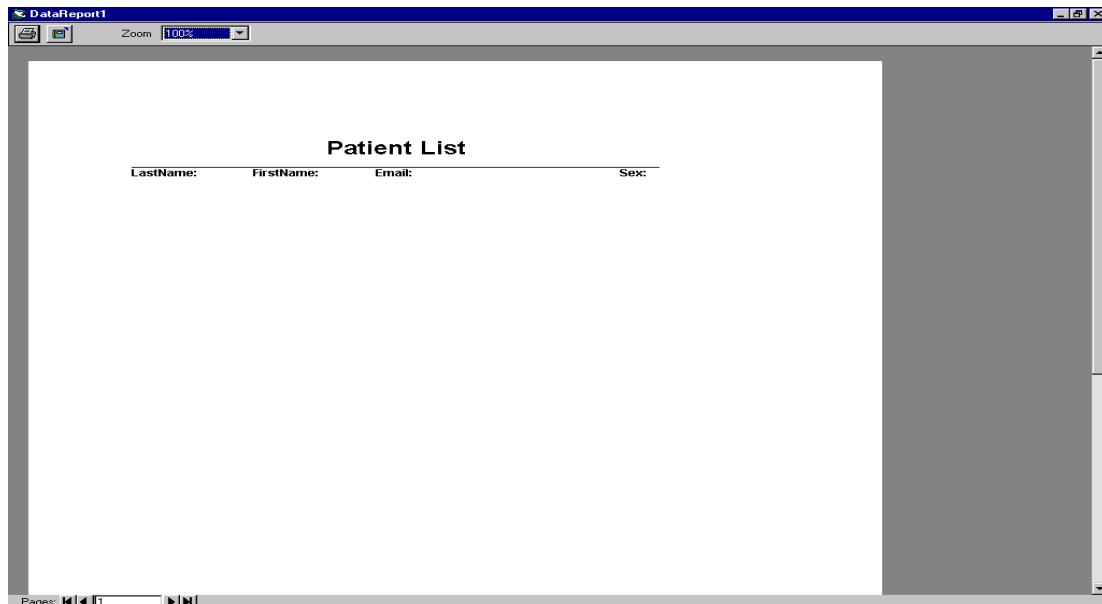 DataReport1
Zoom 100%
Patient List
LastName: FirstName: Email: Sex:
Pages: 1